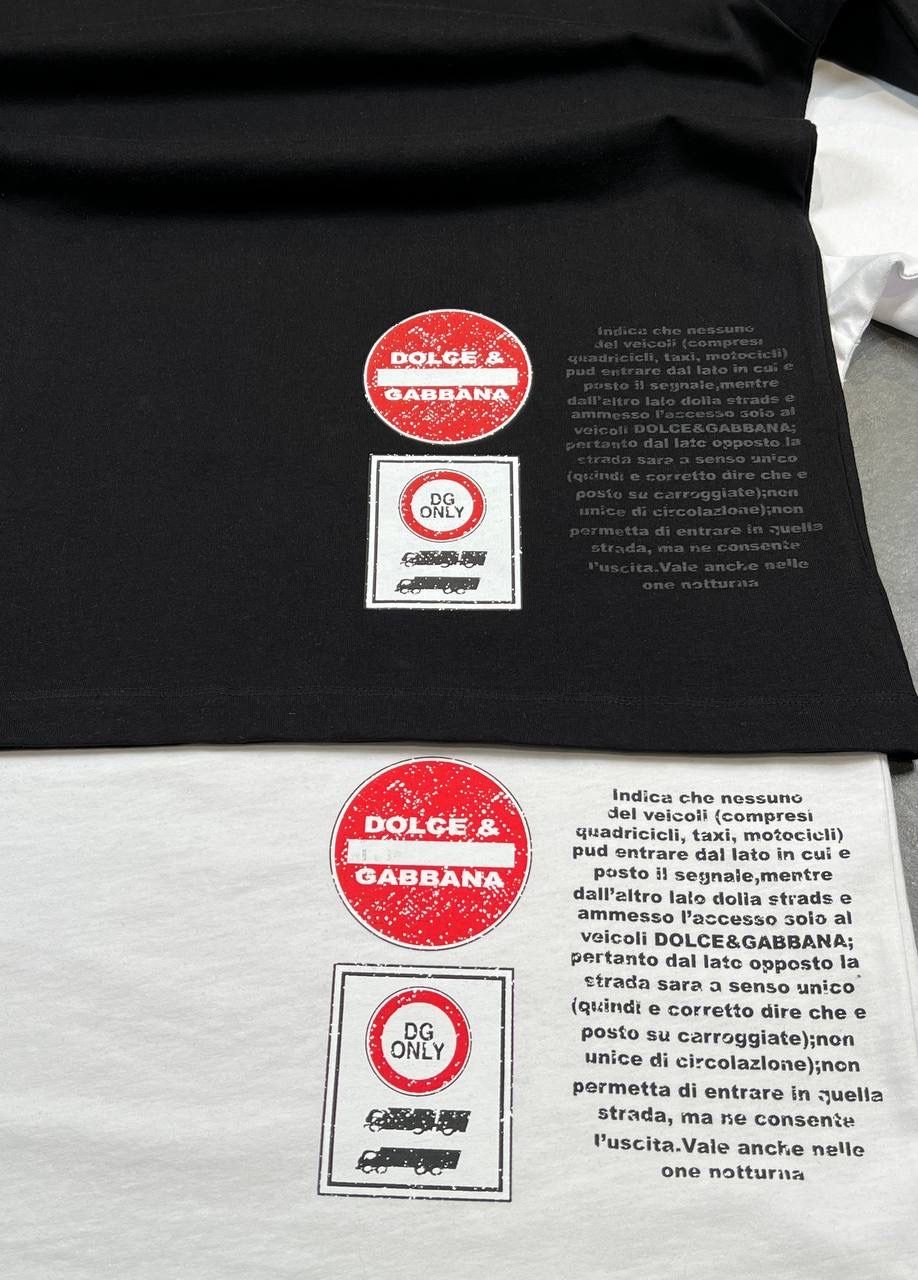 DOLCE &
GABBANA
DG
ONLY
Indica che nessuno
del veicoli (compresi
quadricicli, taxi, motocicli)
pud entrare dal lato in cui e
posto il segnale,mentre
dall'altro lalo dolla strads e
ammesso l'accesso solo al
veicoli DOLCE&GABBANA;
pertanto dal latc opposto la
strada sara a senso unico
(quindi e corretto dire che e
posto su carroggiate);non
unice di circolazlone);non
permetta di entrare in quella
strada, ma ne consente
l'uscita.Vale anche nelle
one notturna
DOLCE &
GABBANA
DG
ONLY
Indica che nessuno
del veicoli (compresi
quadricicli, taxi, motocicli)
pud entrare dal lato in cui e
posto il segnale,mentre
dall'altro lalo dolla strads e
ammesso l'accesso solo al
veicoli DOLCE&GABBANA;
pertanto dal latc opposto la
strada sara a senso unico
(quindi e corretto dire che e
posto su carroggiate);non
unice di circolazlone);non
permetta di entrare in quella
strada, ma ne consente
l'uscita.Vale anche nelle
one notturna